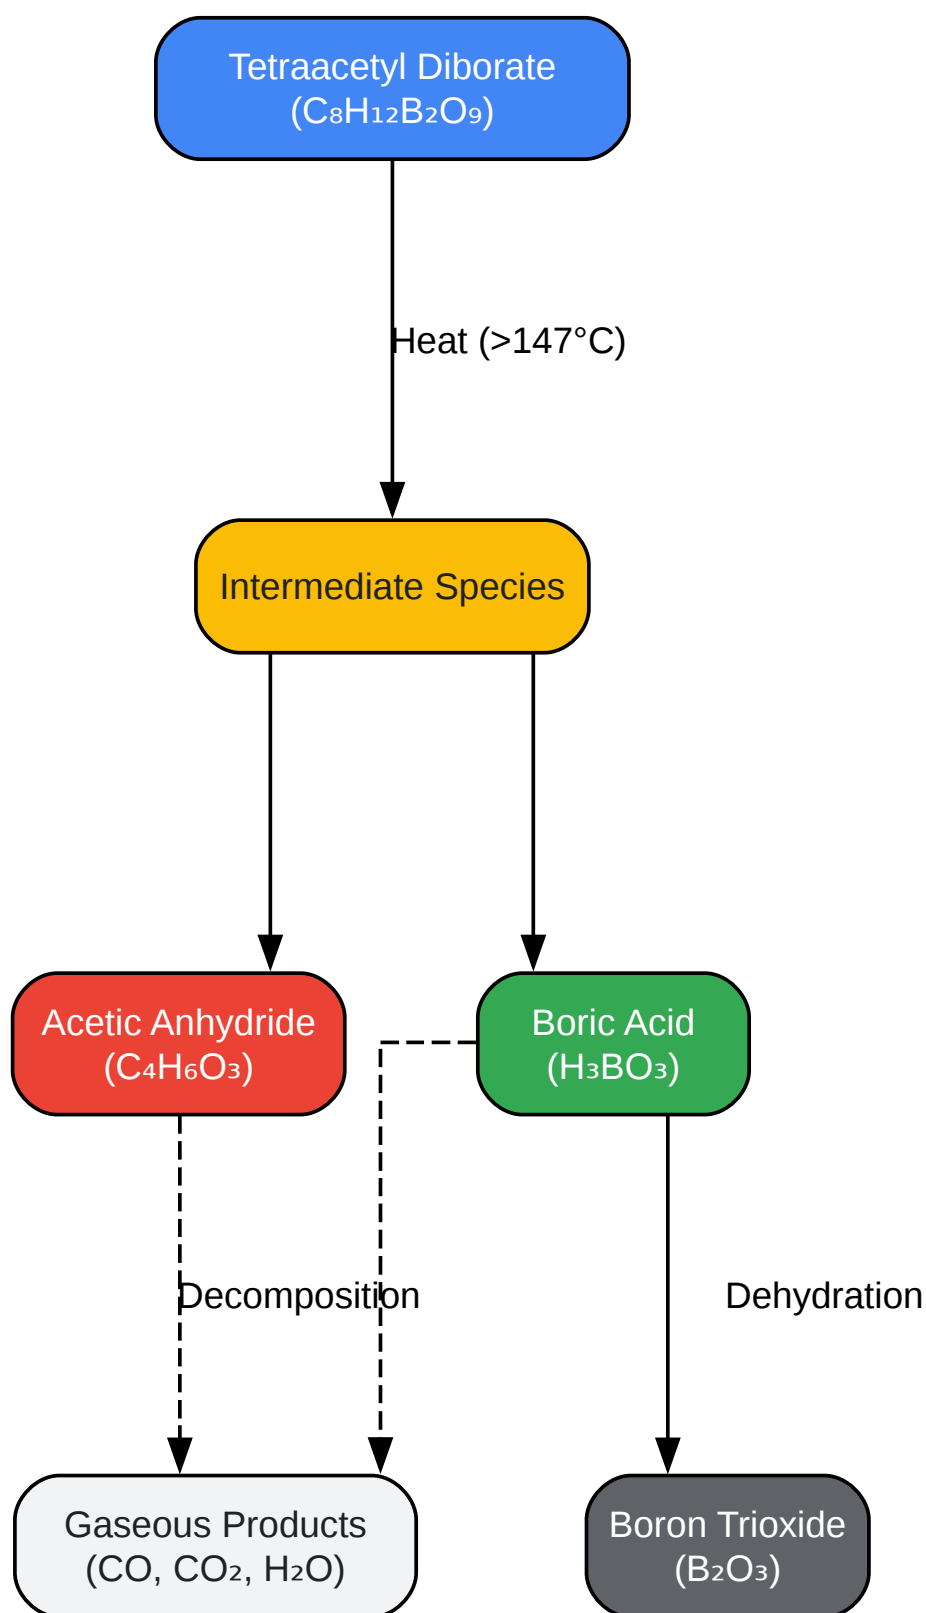 Tetraacetyl Diborate
(C₈H₁₂B₂O₉)
Heat (>147°C)
Intermediate Species
Acetic Anhydride
(C₄H₆O₃)
Boric Acid
(H₃BO₃)
Decomposition
Dehydration
Gaseous Products
(CO, CO₂, H₂O)
Boron Trioxide
(B₂O₃)